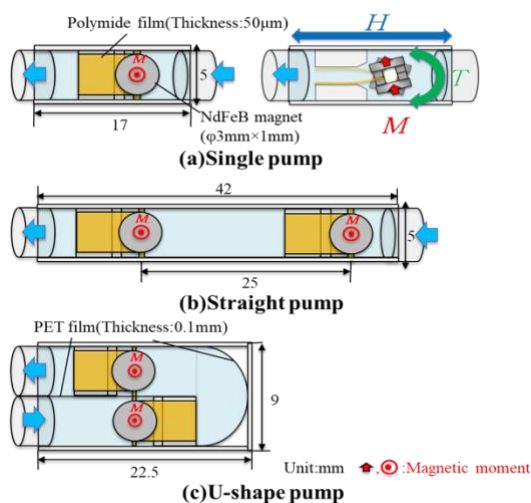 Polymide film(Thickness:50μm)
H
M
5
T
17
NdFeB magnet
(φ3mm×1mm)
M
(a)Single pump
42
M
M
5
25
(b)Straight pump
PET film(Thickness:0.1mm)
M
M
9
22.5
Unit:mm , :Magnetic moment
(c)U-shape pump